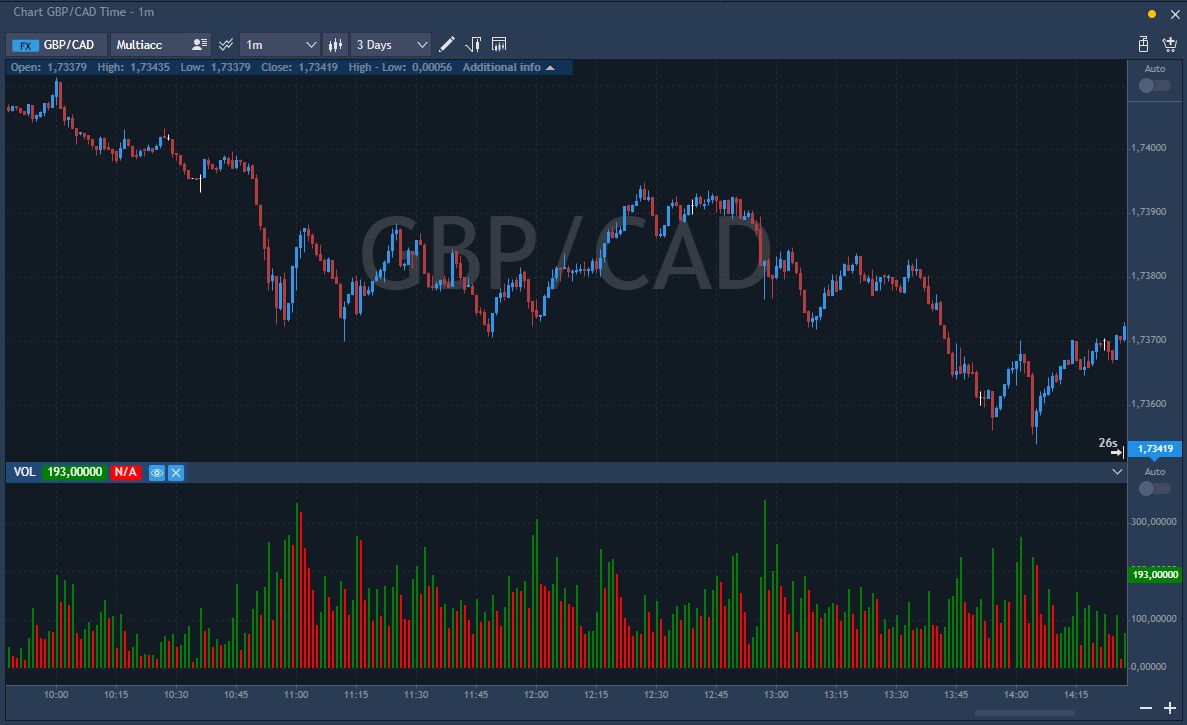 Chart GBP/CAD Time - 1m
FX GBP/CAD Multiacc 1m 3 Days
Open: 1,73379 High: 1,73435 Low: 1,73379 Close: 1,73419 High - Low: 0,00056 Additional info
Auto
1,74000
1,73900
GBP/CAD
1,73800
1,73700
1,73600
26s
1,73419
VOL 193,00000 N/A
Auto
300,00000
193,00000
100,00000
0,00000
10:00 10:15 10:30 10:45 11:00 11:15 11:30 11:45 12:00 12:15 12:30 12:45 13:00 13:15 13:30 13:45 14:00 14:15